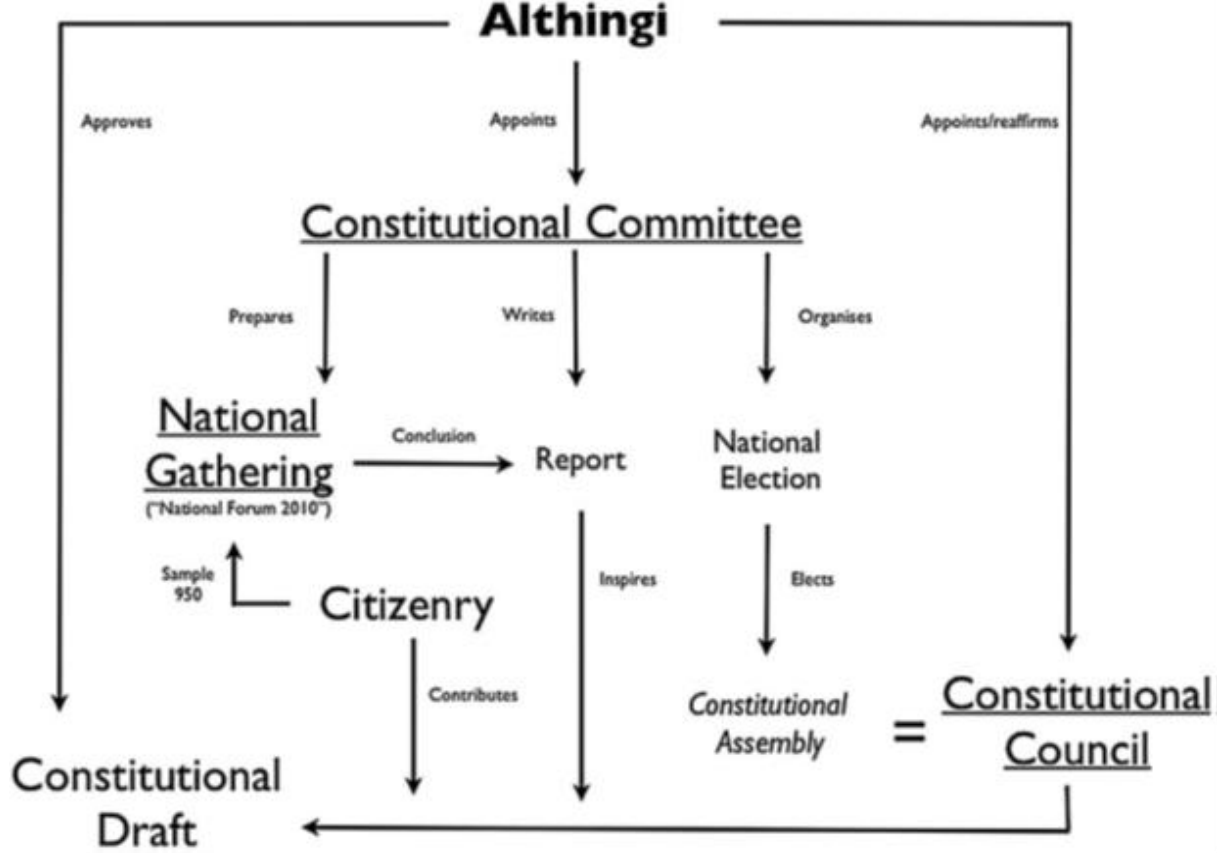 Althingi
Approves
Appoints
Appoints/reaffirms
Constitutional Committee
Prepares
Writes
Organises
National
Gathering
("National Forum 2010")
Conclusion
Report
National
Election
Sample
950
Citizenry
Inspires
Elects
Contributes
Constitutional
Assembly
=
Constitutional
Council
Constitutional
Draft